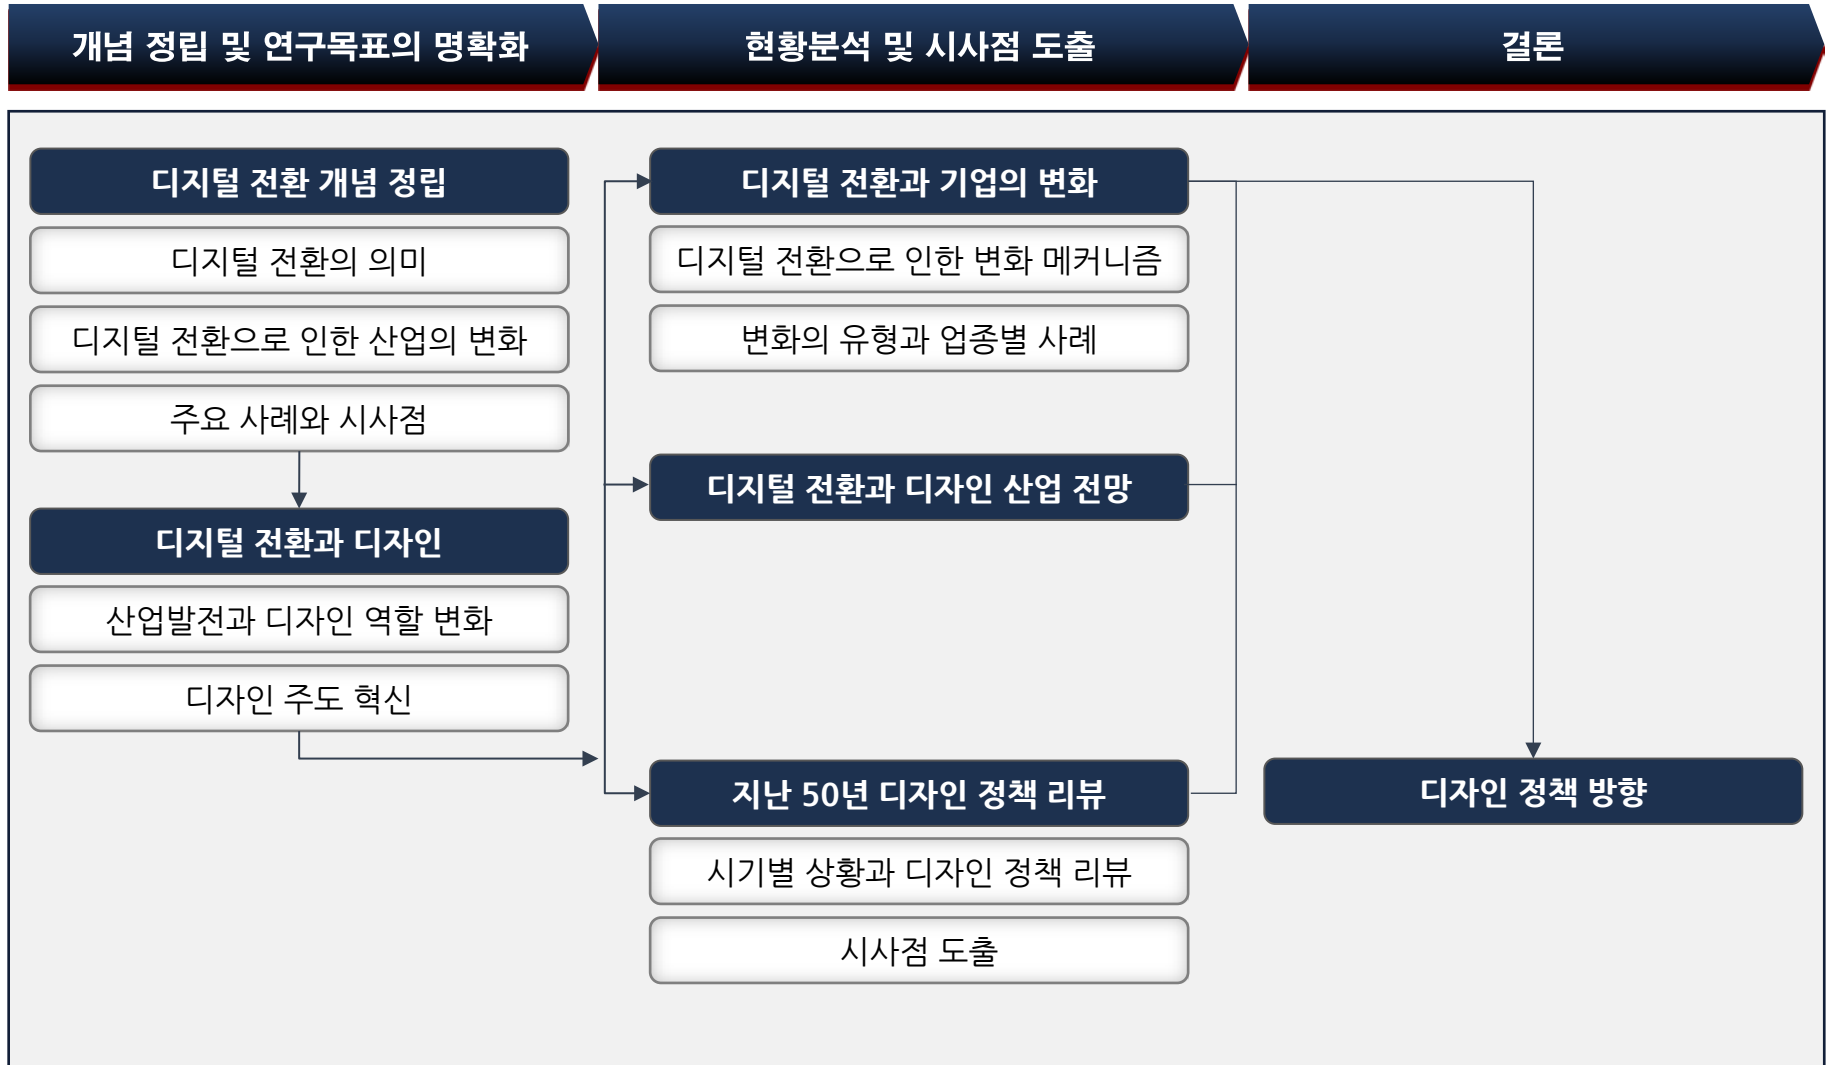 개념 정립 및 연구목표의 명확화
현황분석 및 시사점 도출
결론
디지털 전환 개념 정립
디지털 전환의 의미
디지털 전환으로 인한 산업의 변화
주요 사례와 시사점
디지털 전환과 디자인
산업발전과 디자인 역할 변화
디자인 주도 혁신
디지털 전환과 기업의 변화
디지털 전환으로 인한 변화 메커니즘
변화의 유형과 업종별 사례
디지털 전환과 디자인 산업 전망
지난 50년 디자인 정책 리뷰
시기별 상황과 디자인 정책 리뷰
시사점 도출
디자인 정책 방향